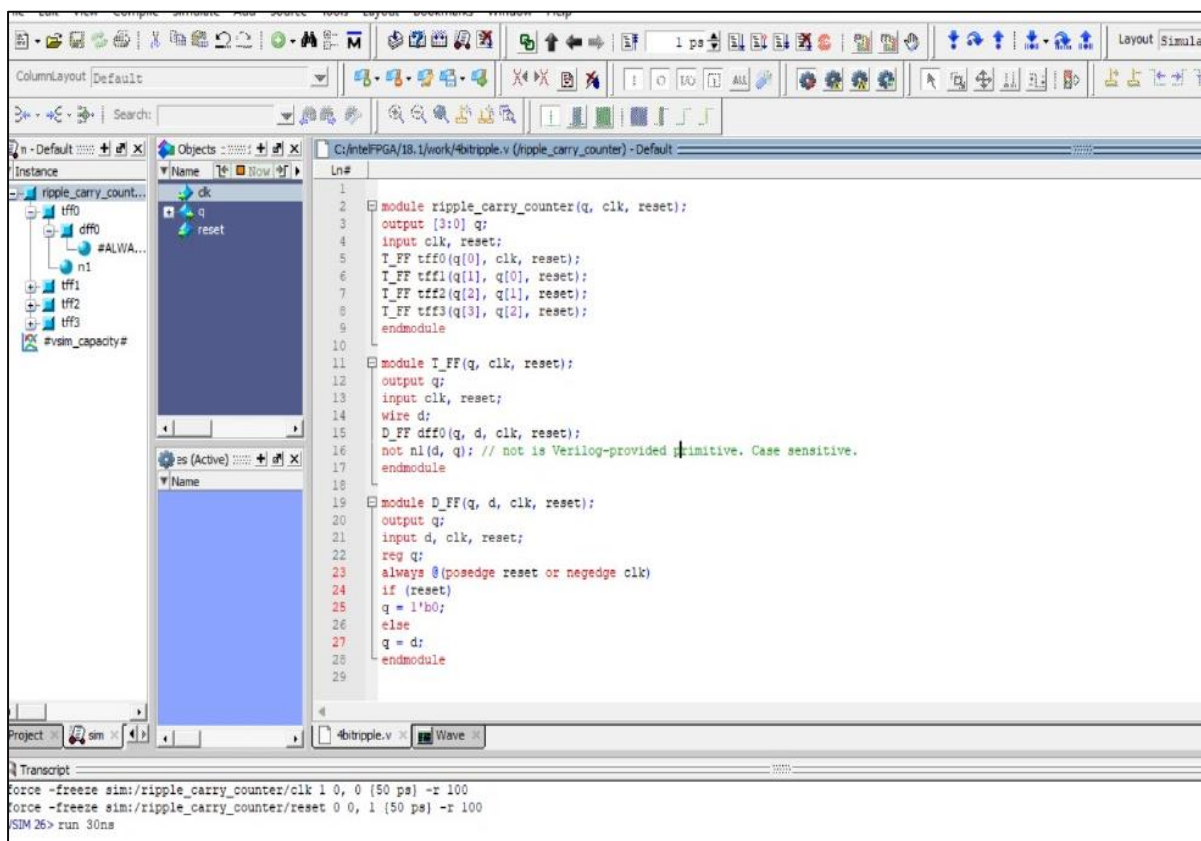 1 ps
Layout Simula
ColumnLayout Default
Search:
n - Default
Instance
ripple_carry_count...
tff0
dff0
#ALWA...
n1
tff1
tff2
tff3
#vsim_capacity#
Objects
Name
Now
clk
q
reset
es (Active)
Name
C:/intelFPGA/18.1/work/4bitripple.v (/ripple_carry_counter) - Default
Ln#
1
2 module ripple_carry_counter(q, clk, reset);
3 output [3:0] q;
4 input clk, reset;
5 T_FF tff0(q[0], clk, reset);
6 T_FF tff1(q[1], q[0], reset);
7 T_FF tff2(q[2], q[1], reset);
8 T_FF tff3(q[3], q[2], reset);
9 endmodule
10
11 module T_FF(q, clk, reset);
12 output q;
13 input clk, reset;
14 wire d;
15 D_FF dff0(q, d, clk, reset);
16 not n1(d, q); // not is Verilog-provided primitive. Case sensitive.
17 endmodule
18
19 module D_FF(q, d, clk, reset);
20 output q;
21 input d, clk, reset;
22 reg q;
23 always @(posedge reset or negedge clk)
24 if (reset)
25 q = 1'b0;
26 else
27 q = d;
28 endmodule
29
Project
sim
4bitripple.v
Wave
Transcript
force -freeze sim:/ripple_carry_counter/clk 1 0, 0 {50 ps} -r 100
force -freeze sim:/ripple_carry_counter/reset 0 0, 1 {50 ps} -r 100
VSIM 26> run 30ns